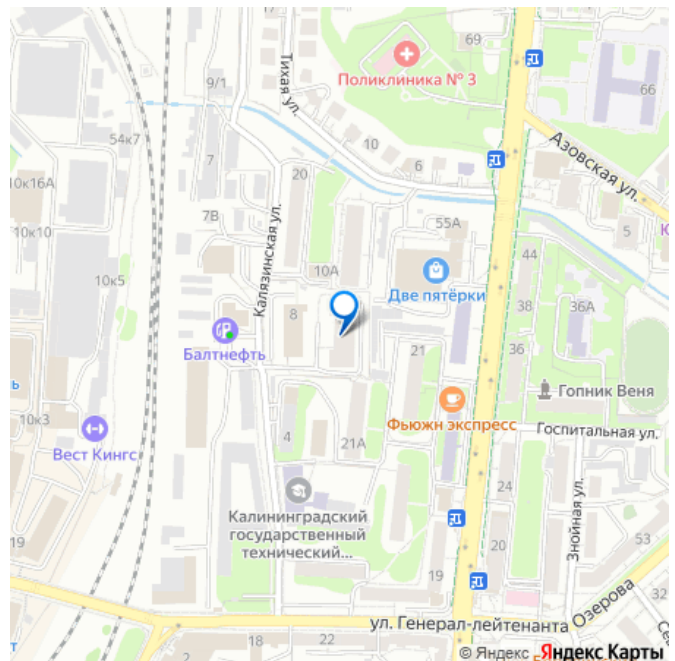 69
Поликлиника № 3
66
9/1
Тихая ул.
54к7
10
6
Азовская ул.
7
20
10к16А
7В
55А
5
Ю
10к10
Калязинская ул.
44
10А
10к5
Две пятёрки
38
36А
8
Балтнефть
21
36
ь
Гопник Веня
10к3
Фьюжн экспресс
Вест Кингс
4
21А
Госпитальная ул.
24
Калининградский
государственный
технический...
Знойная ул.
19
20
53
19
32
ул. Генерал-лейтенанта Озерова
2
18
22
т
© Яндекс Яндекс Карты